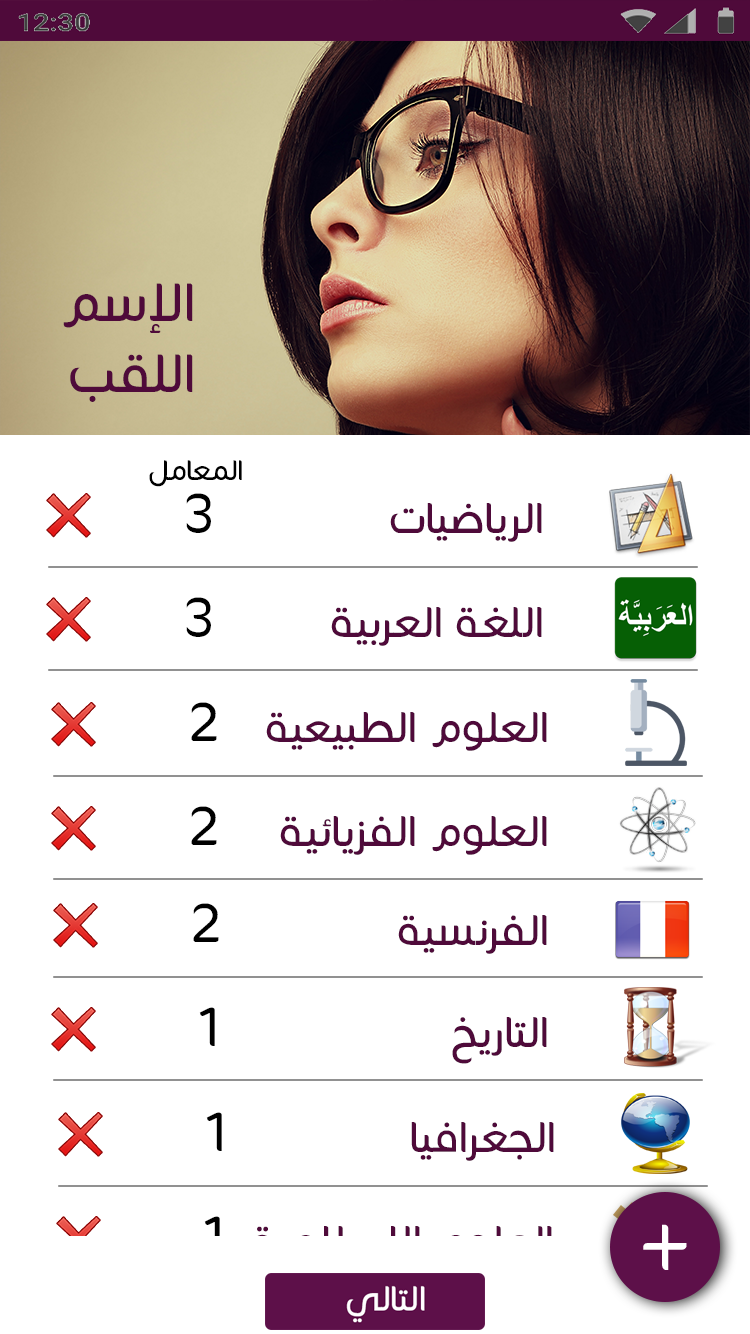 12:30
الإسم
اللقب
المعامل
الرياضيات 3
العَرَبِيَّة اللغة العربية 3
العلوم الطبيعية 2
العلوم الفزيائية 2
الفرنسية 2
التاريخ 1
الجغرافيا 1
1
+
التالي